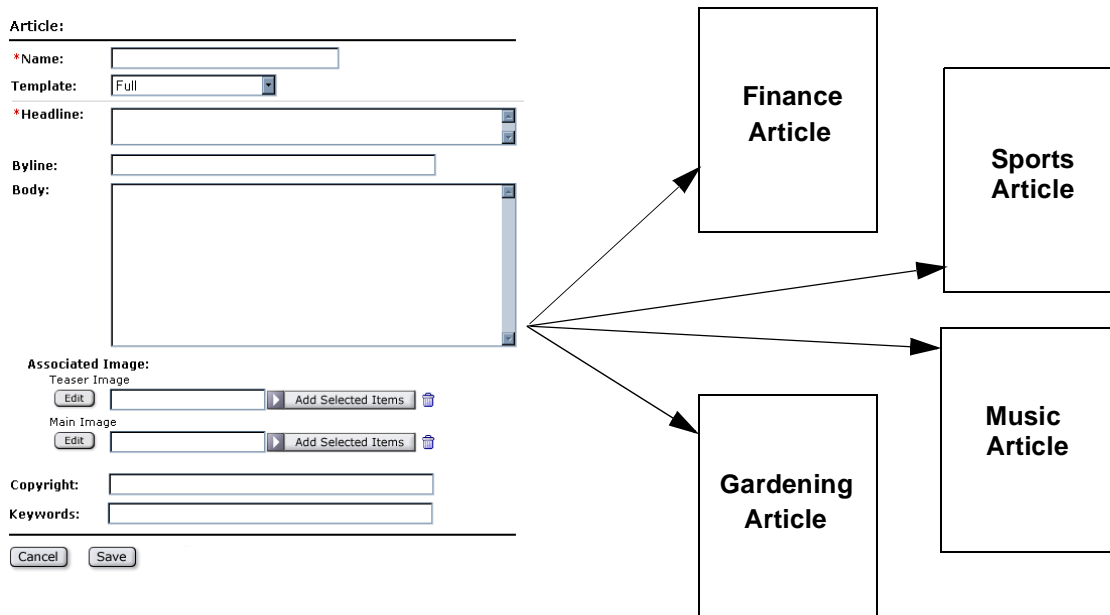 Article:
*Name:
Template: Full
*Headline:
Byline:
Body:
Associated Image:
Teaser Image
Edit Add Selected Items
Main Image
Edit Add Selected Items
Copyright:
Keywords:
Cancel Save
Finance
Article
Sports
Article
Music
Article
Gardening
Article